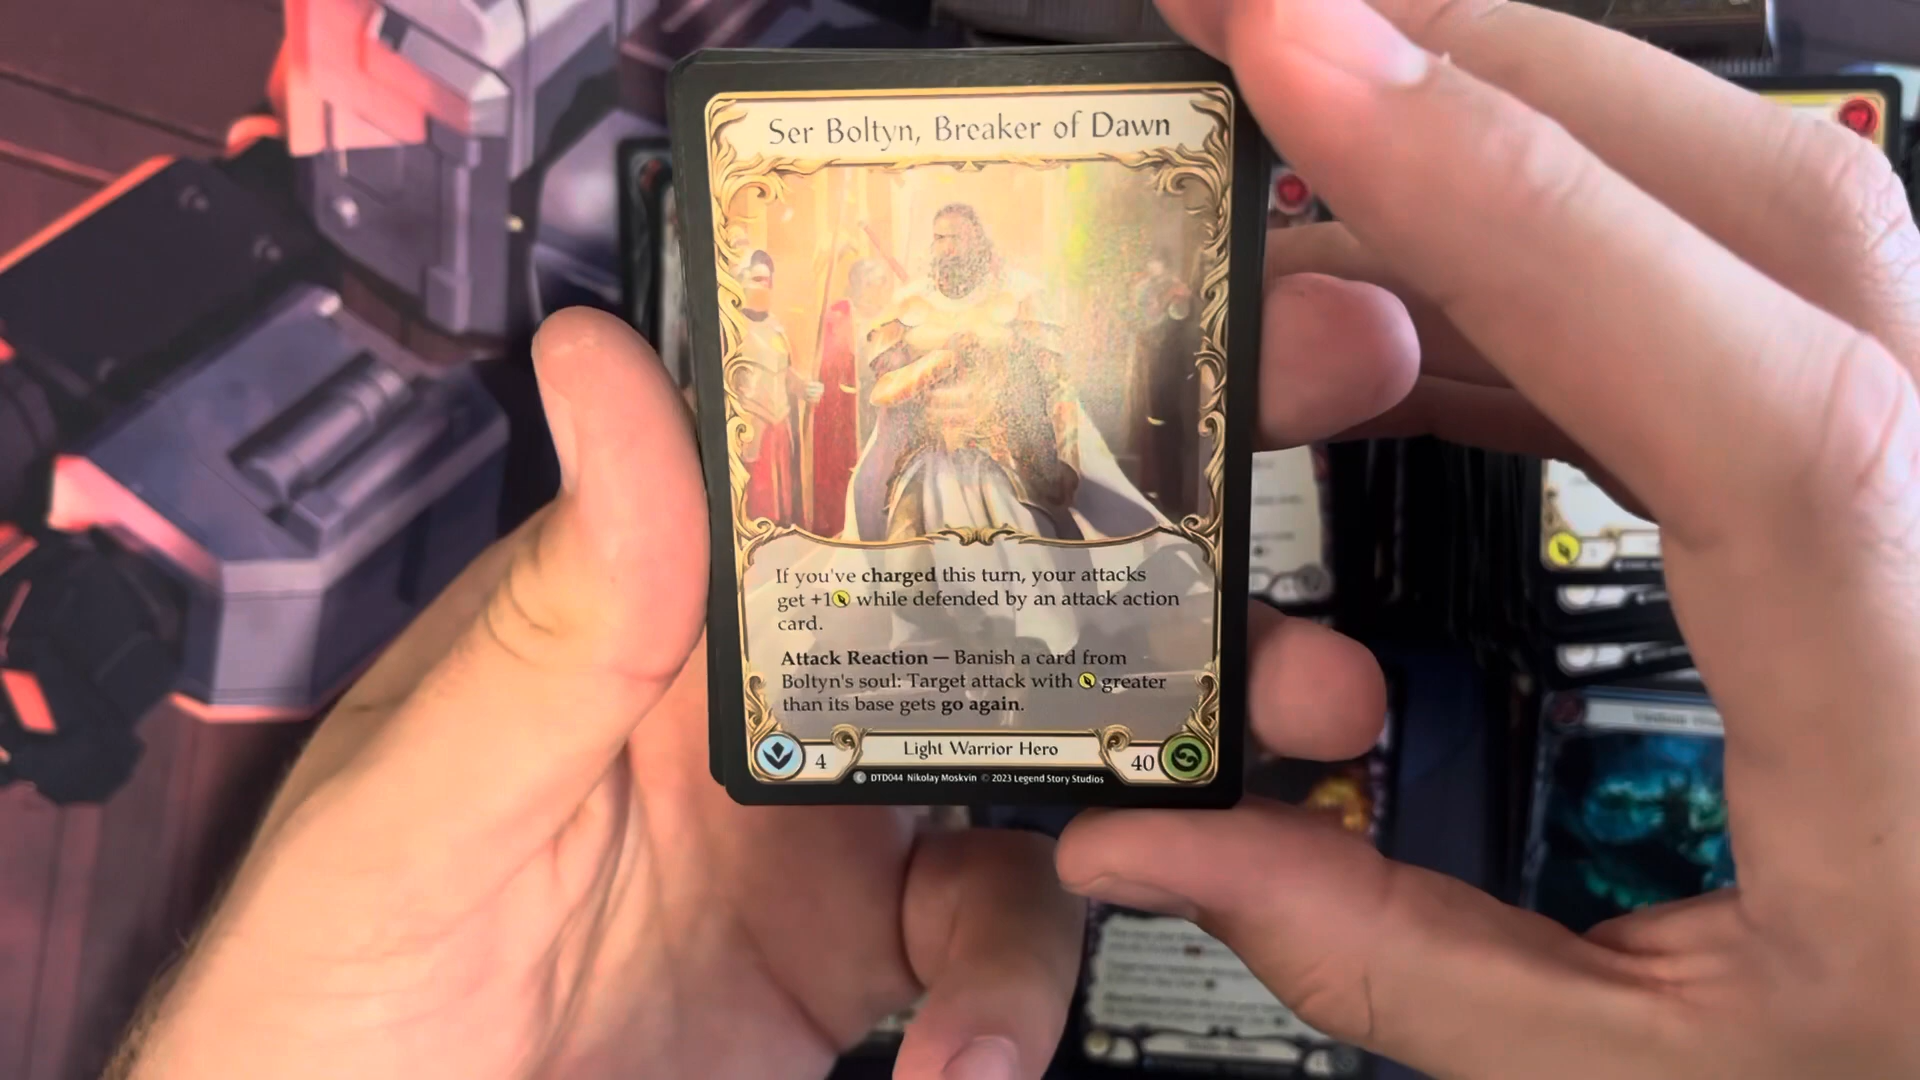 Ser Boltyn, Breaker of Dawn
If you've charged this turn, your attacks
get +1 while defended by an attack action
card.
Attack Reaction — Banish a card from
Boltyn's soul: Target attack with greater
than its base gets go again.
4
Light Warrior Hero
40
C DTD044 Nikolay Moskvin © 2023 Legend Story Studios